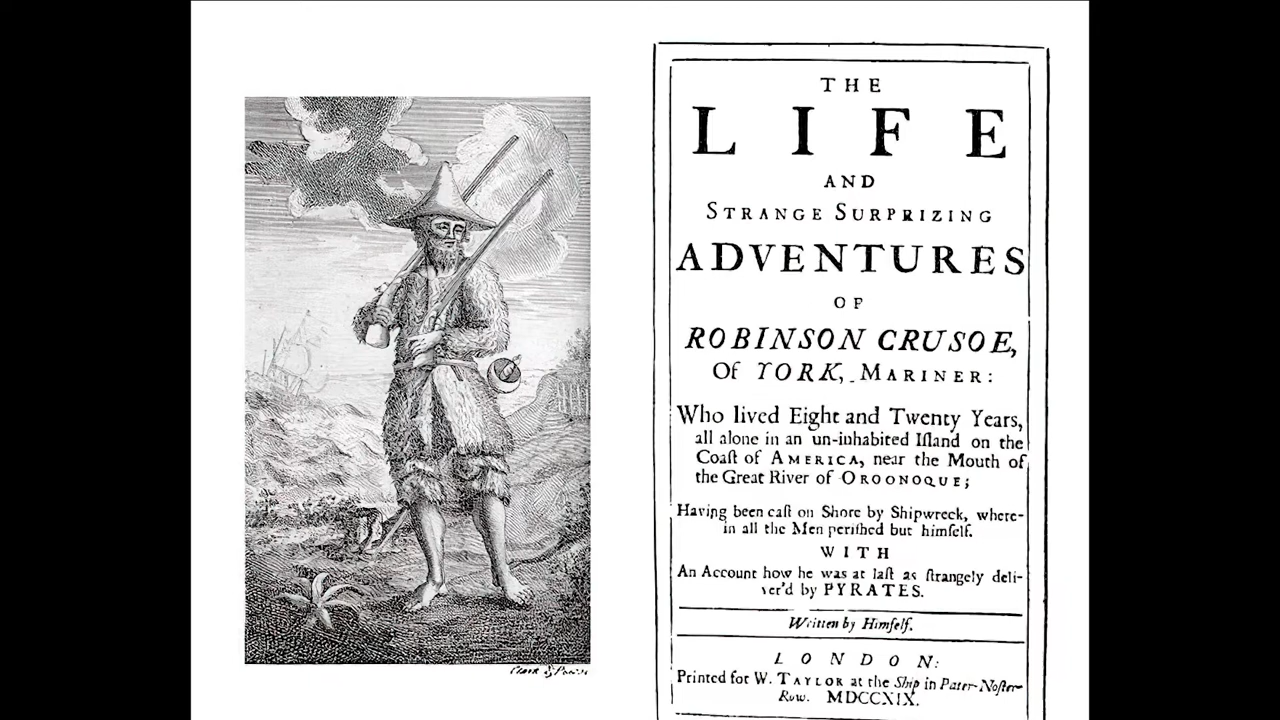 THE
LIFE
AND
STRANGE SURPRIZING
ADVENTURES
OF
ROBINSON CRUSOE,
Of YORK, MARINER:
Who lived Eight and Twenty Years,
all alone in an un-inhabited Iſland on the
Coaſt of AMERICA, near the Mouth of
the Great River of OROONOQUE;
Having been caſt on Shore by Shipwreck, where-
in all the Men periſhed but himſelf.
WITH
An Account how he was at laſt as ſtrangely deli-
ver'd by PYRATES.
Written by Himſelf.
LONDON:
Printed for W. TAYLOR at the Ship in Pater-Noſter-
Row. MDCCXIX.
Clark &